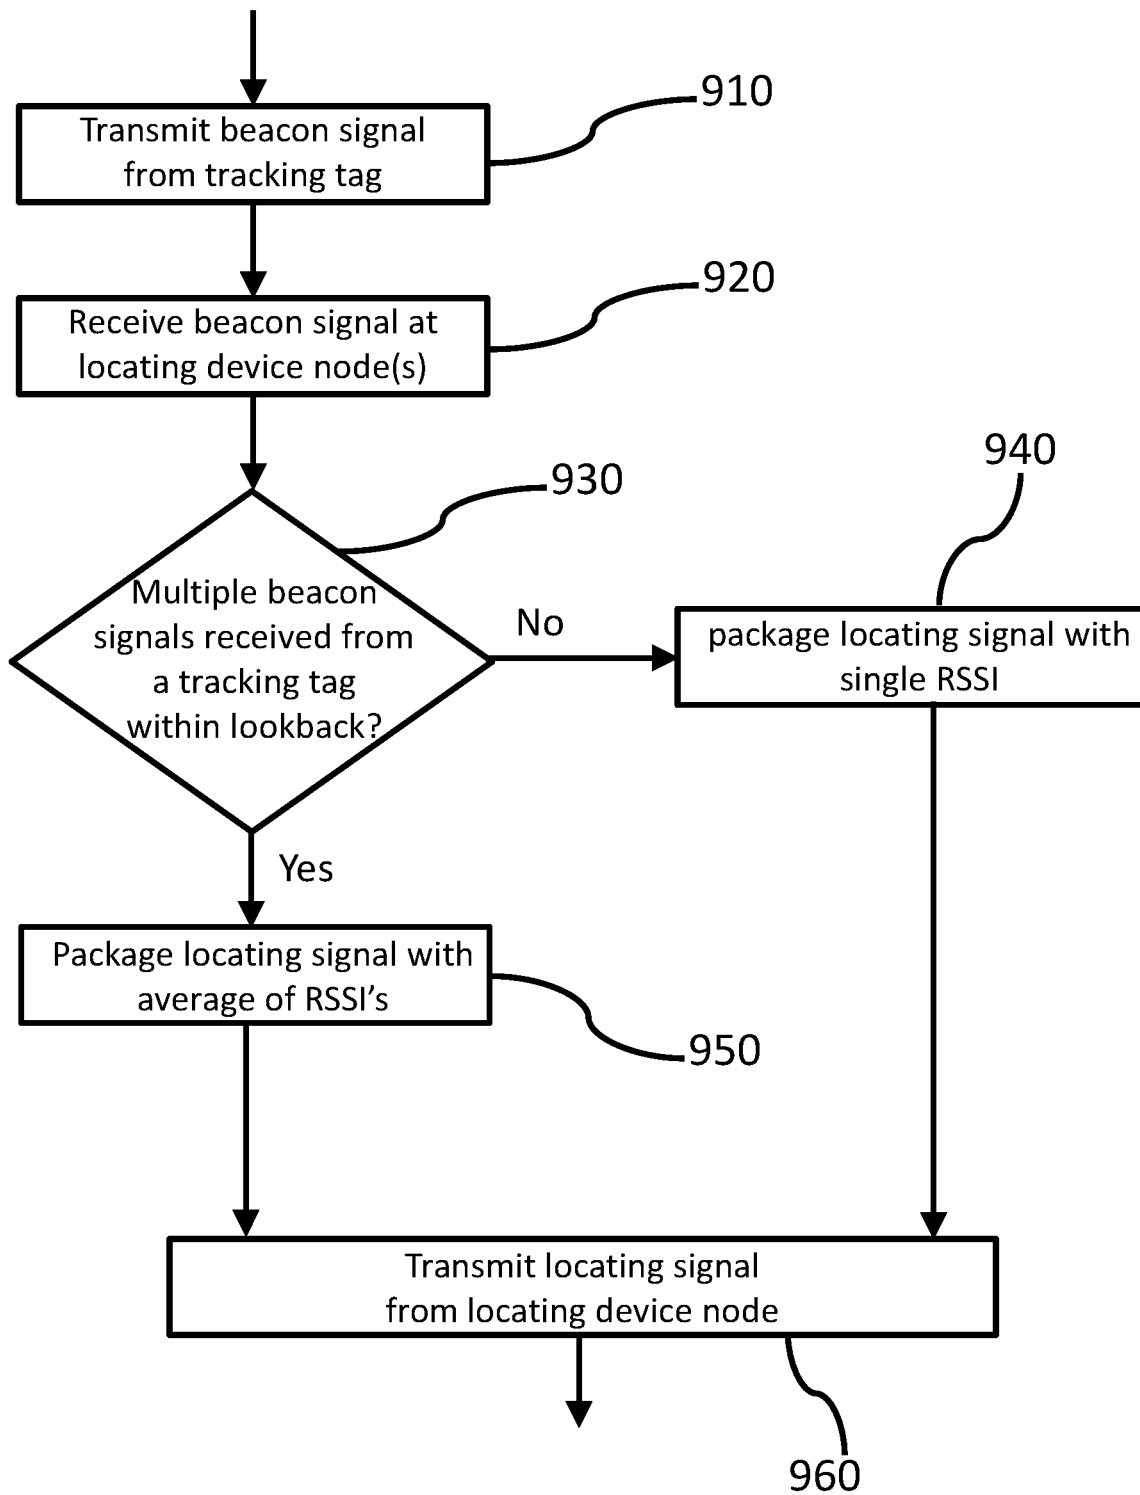 910
Transmit beacon signal
from tracking tag
920
Receive beacon signal at
locating device node(s)
930
940
Multiple beacon
signals received from
a tracking tag
within lookback?
No
package locating signal with
single RSSI
Yes
Package locating signal with
average of RSSI’s
950
Transmit locating signal
from locating device node
960